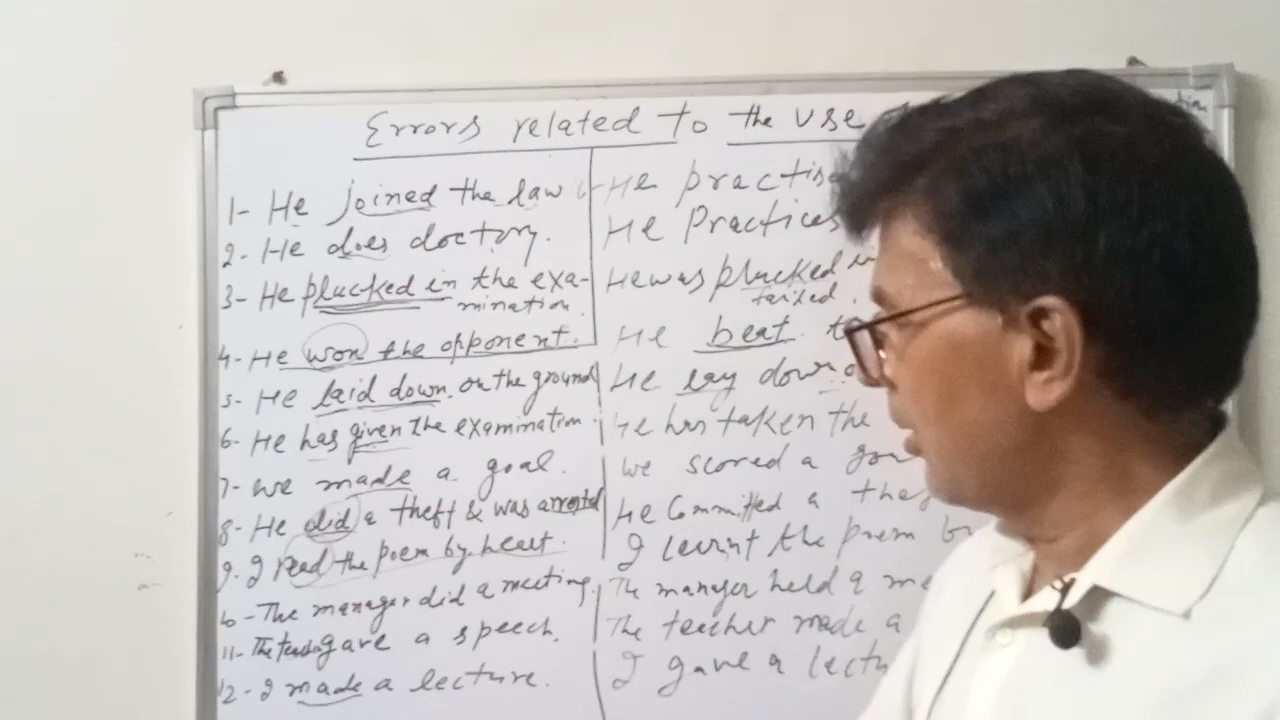 Errors related to the use
1- He joined the law He practise
2- He does doctory. He Practices
3- He plucked in the exa- He was plucked in
mination. failed.
4- He won the opponent. He beat
5- He laid down on the ground He lay down
6- He has given the examination. He has taken the
7- we made a goal. we scored a
8- He did a theft & was arrested He Committed a
9- I read the poem by heart. I learnt the poem by
10- The manager did a meeting. The manager held a
11- The gave a speech. The teacher made a
12- I made a lecture. I gave a